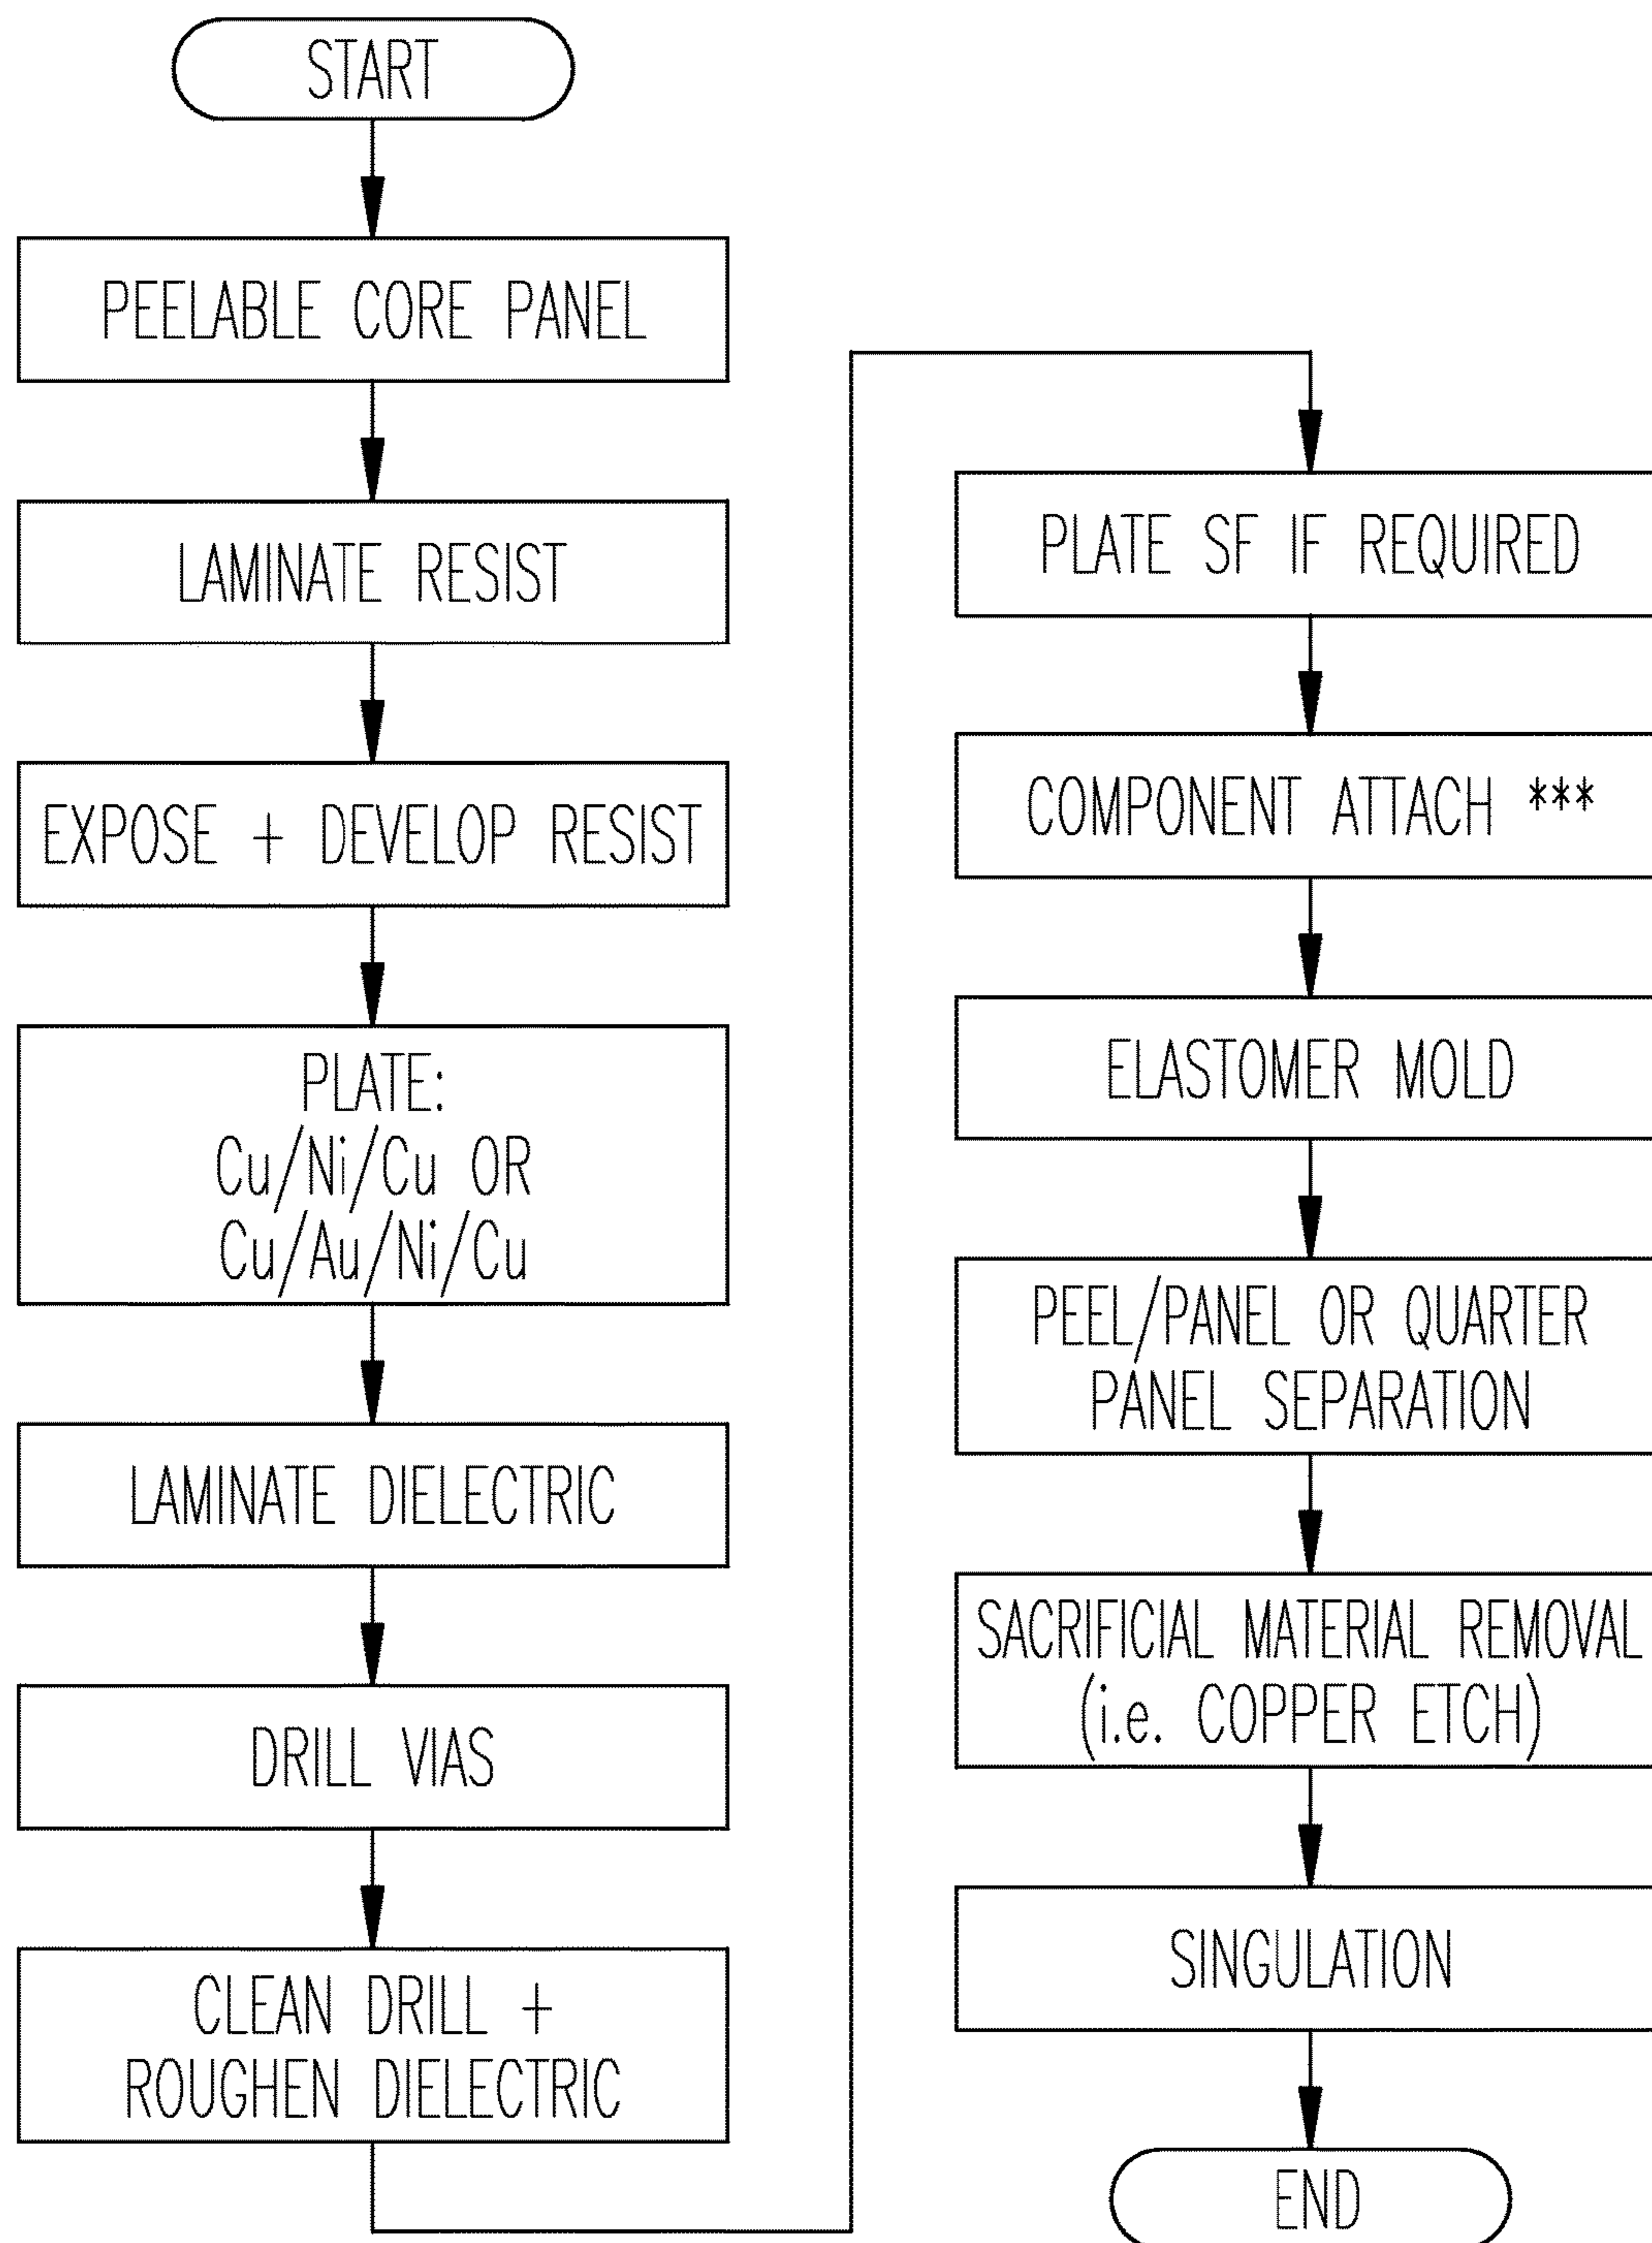 START
PEELABLE CORE PANEL
LAMINATE RESIST
EXPOSE + DEVELOP RESIST
PLATE:
Cu/Ni/Cu OR
Cu/Au/Ni/Cu
LAMINATE DIELECTRIC
DRILL VIAS
CLEAN DRILL +
ROUGHEN DIELECTRIC
PLATE SF IF REQUIRED
COMPONENT ATTACH ***
ELASTOMER MOLD
PEEL/PANEL OR QUARTER
PANEL SEPARATION
SACRIFICIAL MATERIAL REMOVAL
(i.e. COPPER ETCH)
SINGULATION
END